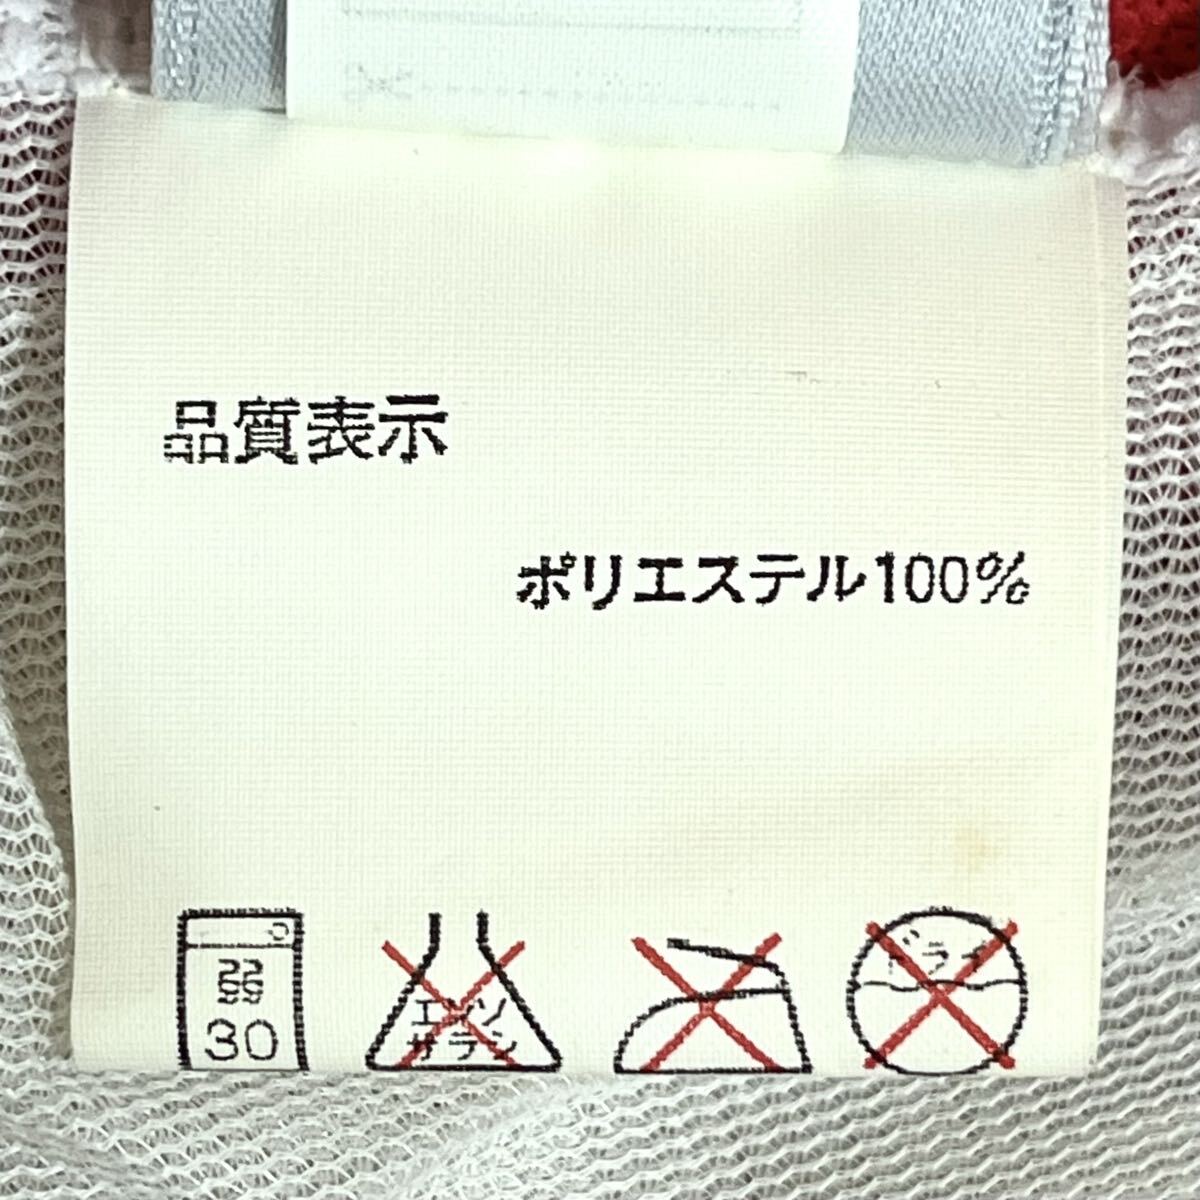 品質表示
ポリエステル100%
弱
30
エンソ
サラシ
ドライ